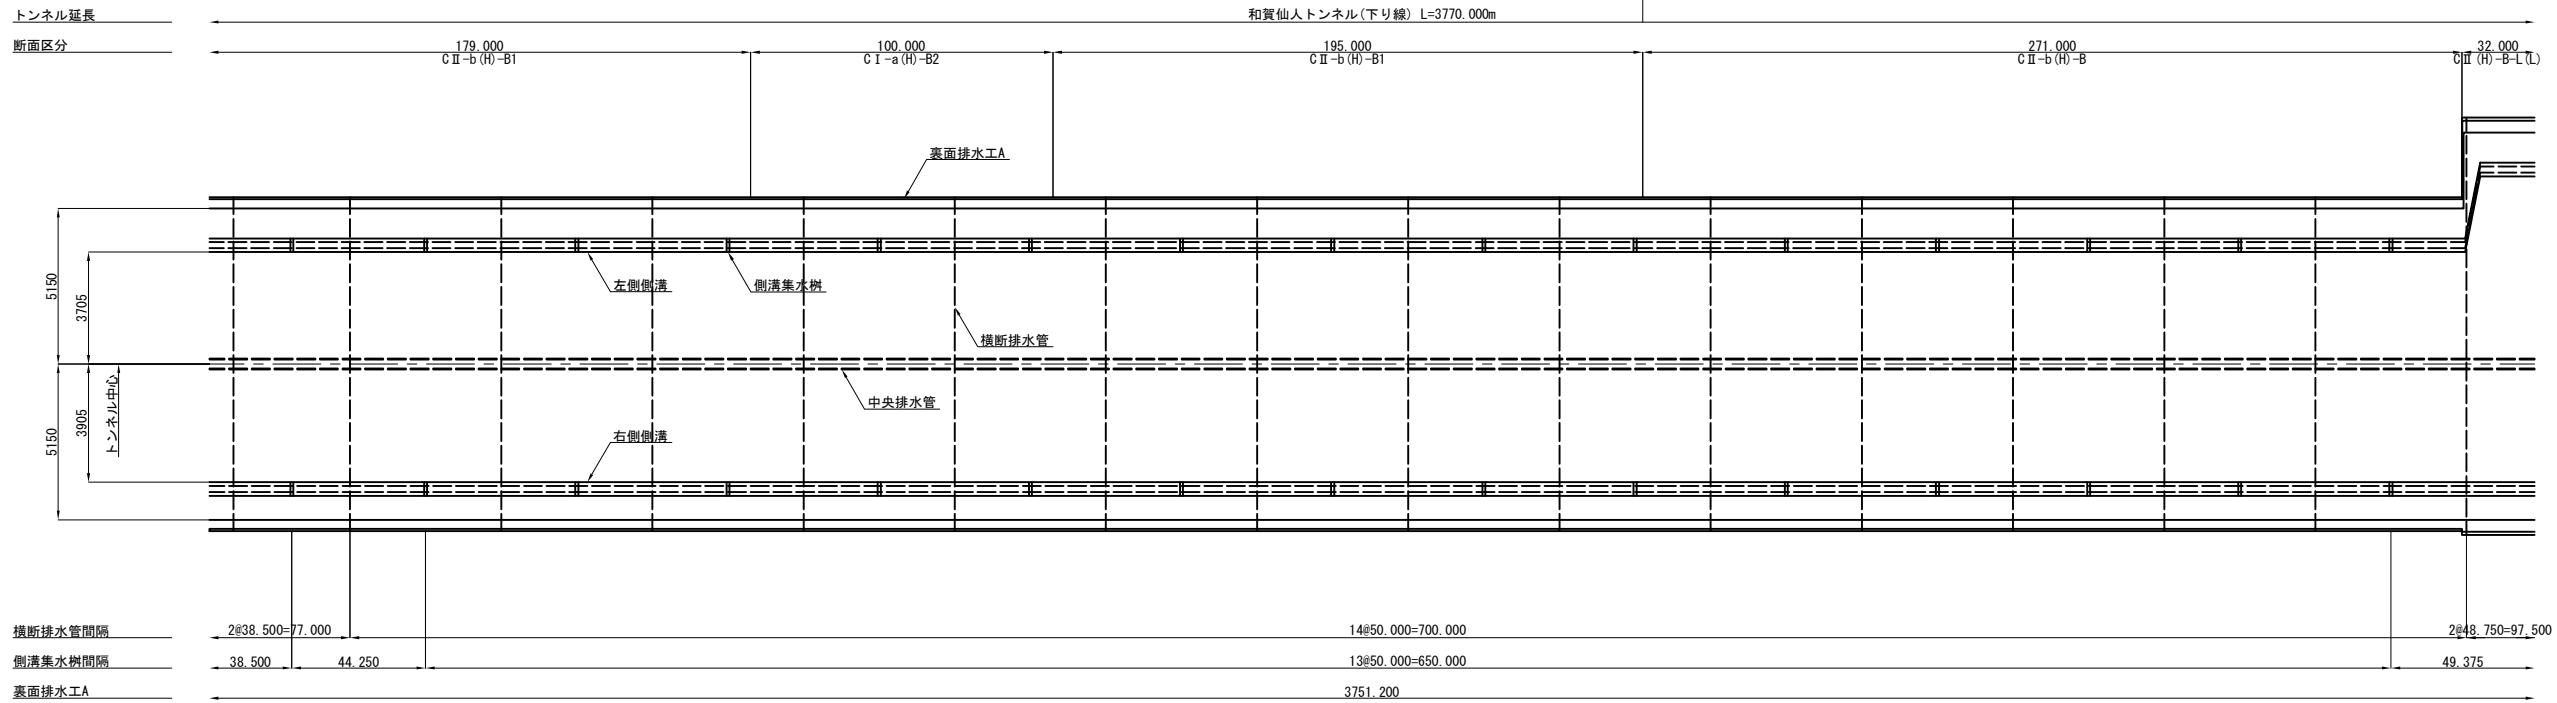 トンネル延長
和賀仙人トンネル(下り線) L=3770.000m
断面区分
179.000
100.000
195.000
271.000
32.000
CⅡ-b(H)-B1
CⅠ-a(H)-B2
CⅡ-b(H)-B1
CⅡ-b(H)-B
CⅡ(H)-B-L(L)
裏面排水工A
5150
3705
左側側溝
側溝集水桝
横断排水管
トンネル中心
中央排水管
5150
3905
右側側溝
横断排水管間隔
2@38.500=77.000
14@50.000=700.000
2@48.750=97.500
側溝集水桝間隔
38.500
44.250
13@50.000=650.000
49.375
裏面排水工A
3751.200